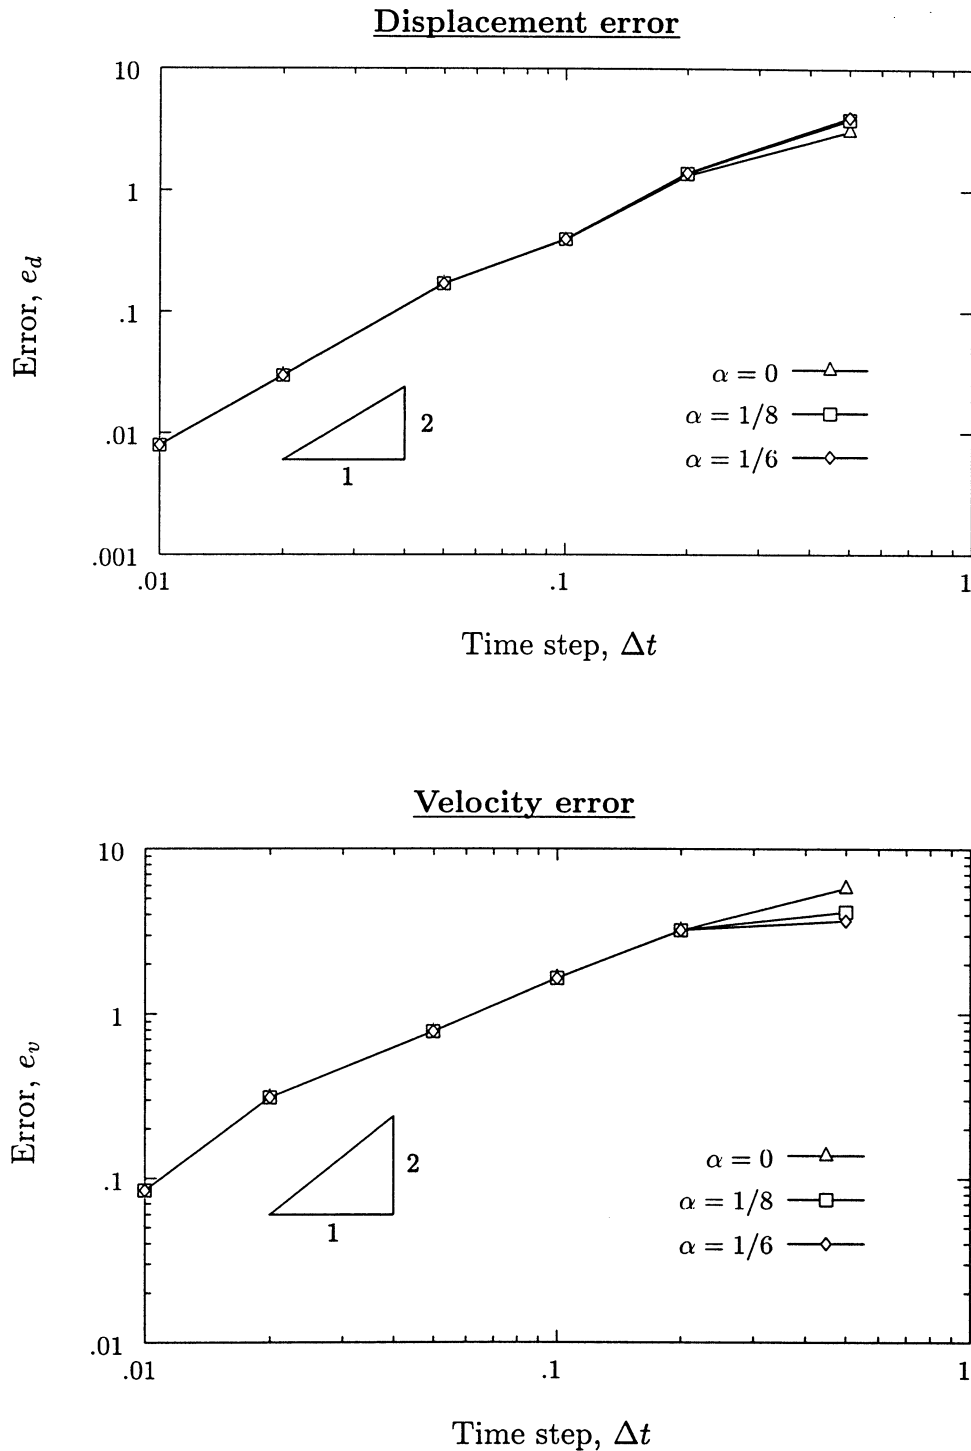 Displacement error
10
1
.1
.01
.001
Error, e_d
α = 0
α = 1/8
α = 1/6
2
1
.01 .1 1
Time step, Δt
Velocity error
10
1
.1
.01
Error, e_v
α = 0
α = 1/8
α = 1/6
2
1
.01 .1 1
Time step, Δt